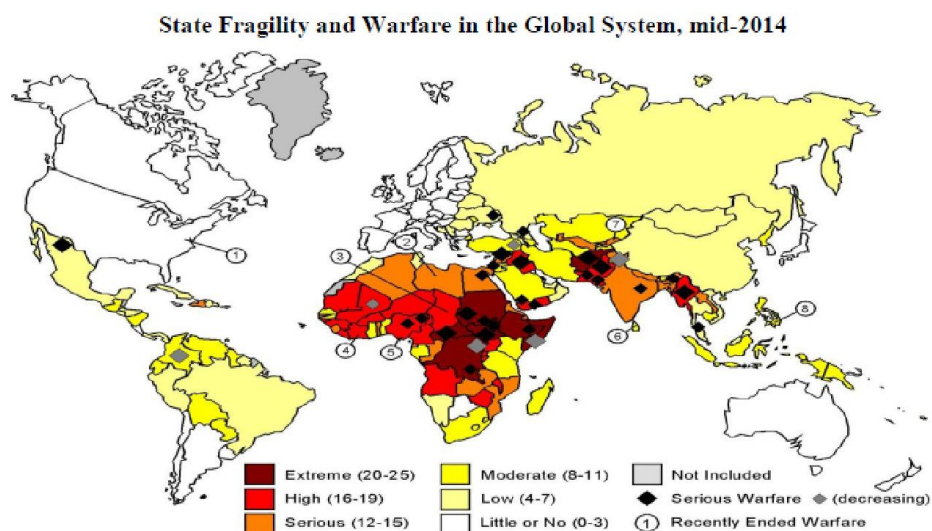 State Fragility and Warfare in the Global System, mid-2014
1
2
3
4
5
6
7
8
Extreme (20-25)
Moderate (8-11)
Not Included
High (16-19)
Low (4-7)
Serious Warfare
(decreasing)
Serious (12-15)
Little or No (0-3)
1 Recently Ended Warfare